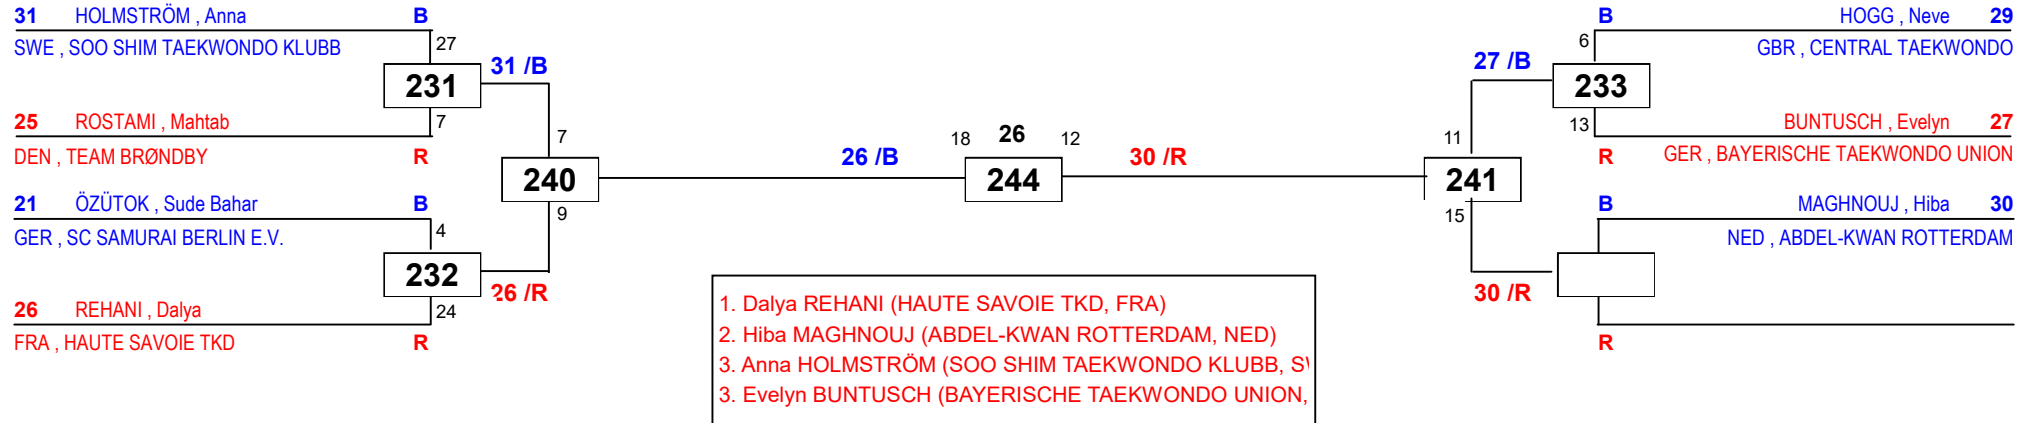 31 HOLMSTRÖM , Anna B
SWE , SOO SHIM TAEKWONDO KLUBB
27
231
31 /B
25 ROSTAMI , Mahtab
7
DEN , TEAM BRØNDBY R
21 ÖZÜTOK , Sude Bahar B
GER , SC SAMURAI BERLIN E.V.
4
232
26 /R
26 REHANI , Dalya
24
FRA , HAUTE SAVOIE TKD R
7
240
9
26 /B
18 26 12
244
30 /R
11
241
15
27 /B
30 /R
B HOGG , Neve 29
6
GBR , CENTRAL TAEKWONDO
233
13
BUNTUSCH , Evelyn 27
R GER , BAYERISCHE TAEKWONDO UNION
B MAGHNOUJ , Hiba 30
NED , ABDEL-KWAN ROTTERDAM
R
1. Dalya REHANI (HAUTE SAVOIE TKD, FRA)
2. Hiba MAGHNOUJ (ABDEL-KWAN ROTTERDAM, NED)
3. Anna HOLMSTRÖM (SOO SHIM TAEKWONDO KLUBB,
3. Evelyn BUNTUSCH (BAYERISCHE TAEKWONDO UNION,